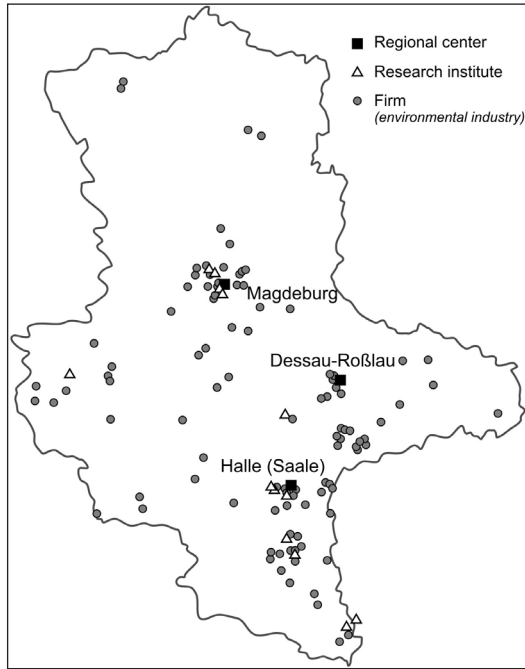 Regional center
Research institute
Firm
(environmental industry)
Magdeburg
Dessau-Roßlau
Halle (Saale)